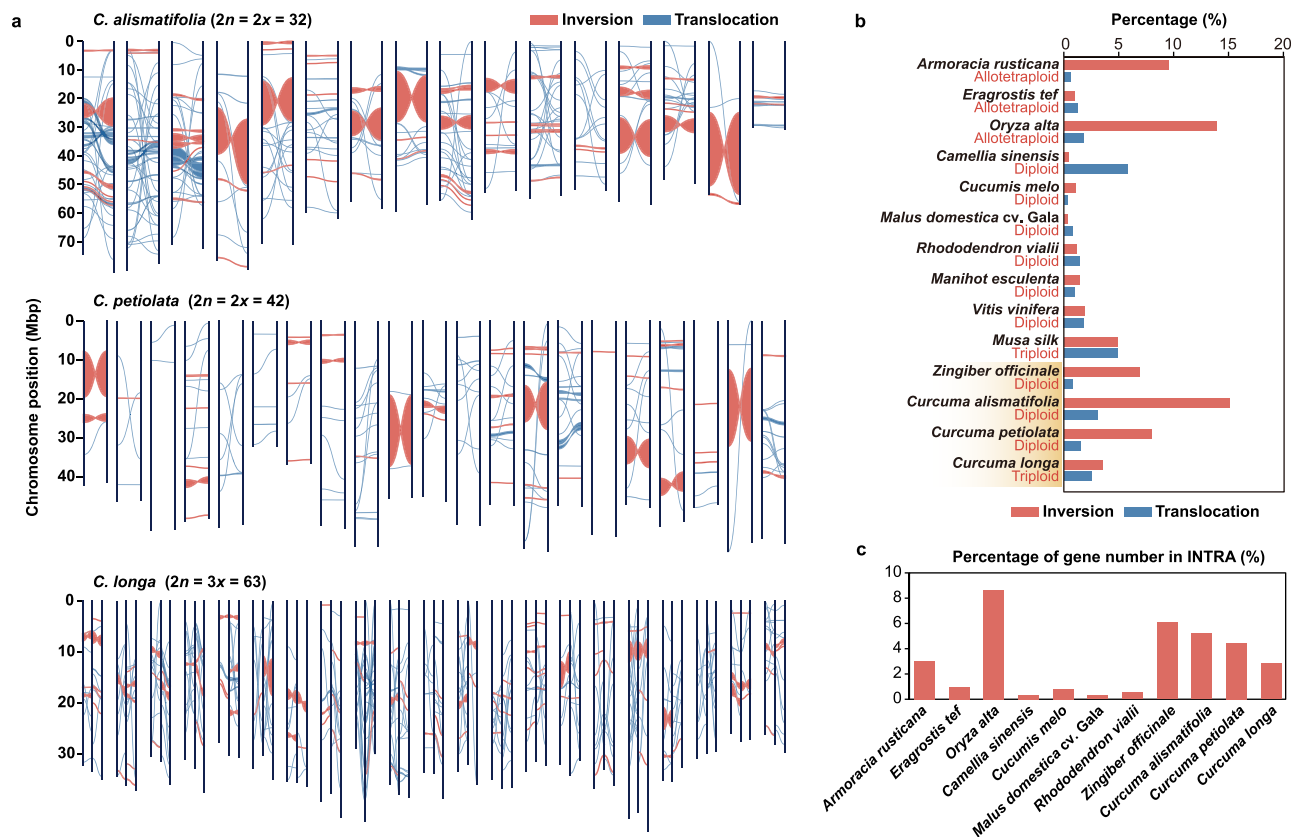 a
C. alismatifolia (2n = 2x = 32)
Inversion Translocation
0
10
20
30
40
50
60
70
C. petiolata (2n = 2x = 42)
0
10
20
30
40
Chromosome position (Mbp)
C. longa (2n = 3x = 63)
0
10
20
30
b
Percentage (%)
0 5 10 15 20
Armoracia rusticana
Allotetraploid
Eragrostis tef
Allotetraploid
Oryza alta
Allotetraploid
Camellia sinensis
Diploid
Cucumis melo
Diploid
Malus domestica cv. Gala
Diploid
Rhododendron vialii
Diploid
Manihot esculenta
Diploid
Vitis vinifera
Diploid
Musa silk
Triploid
Zingiber officinale
Diploid
Curcuma alismatifolia
Diploid
Curcuma petiolata
Diploid
Curcuma longa
Triploid
Inversion Translocation
c
Percentage of gene number in INTRA (%)
10
8
6
4
2
0
Armoracia rusticana
Eragrostis tef
Oryza alta
Camellia sinensis
Cucumis melo
Malus domestica cv. Gala
Rhododendron vialii
Zingiber officinale
Curcuma alismatifolia
Curcuma petiolata
Curcuma longa